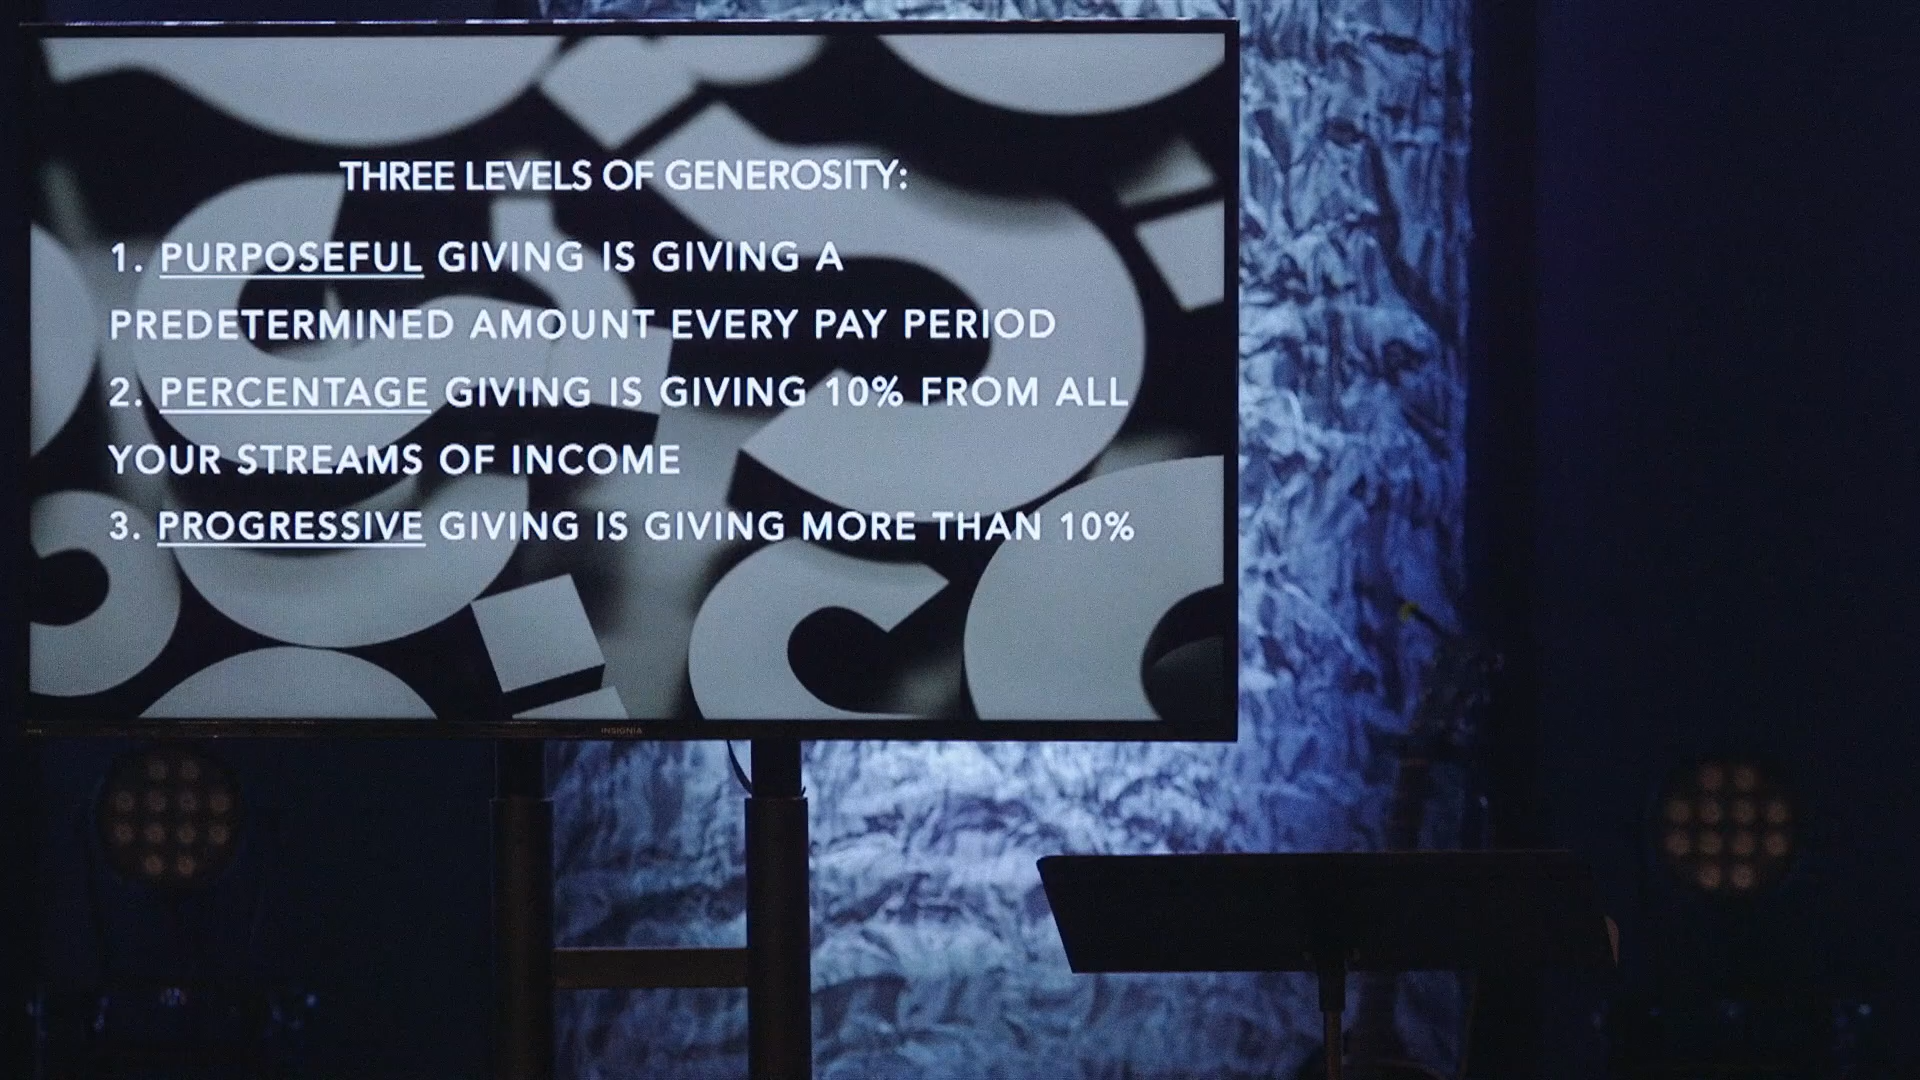 THREE LEVELS OF GENEROSITY:
1. PURPOSEFUL GIVING IS GIVING A
PREDETERMINED AMOUNT EVERY PAY PERIOD
2. PERCENTAGE GIVING IS GIVING 10% FROM ALL
YOUR STREAMS OF INCOME
3. PROGRESSIVE GIVING IS GIVING MORE THAN 10%
INSIGNIA